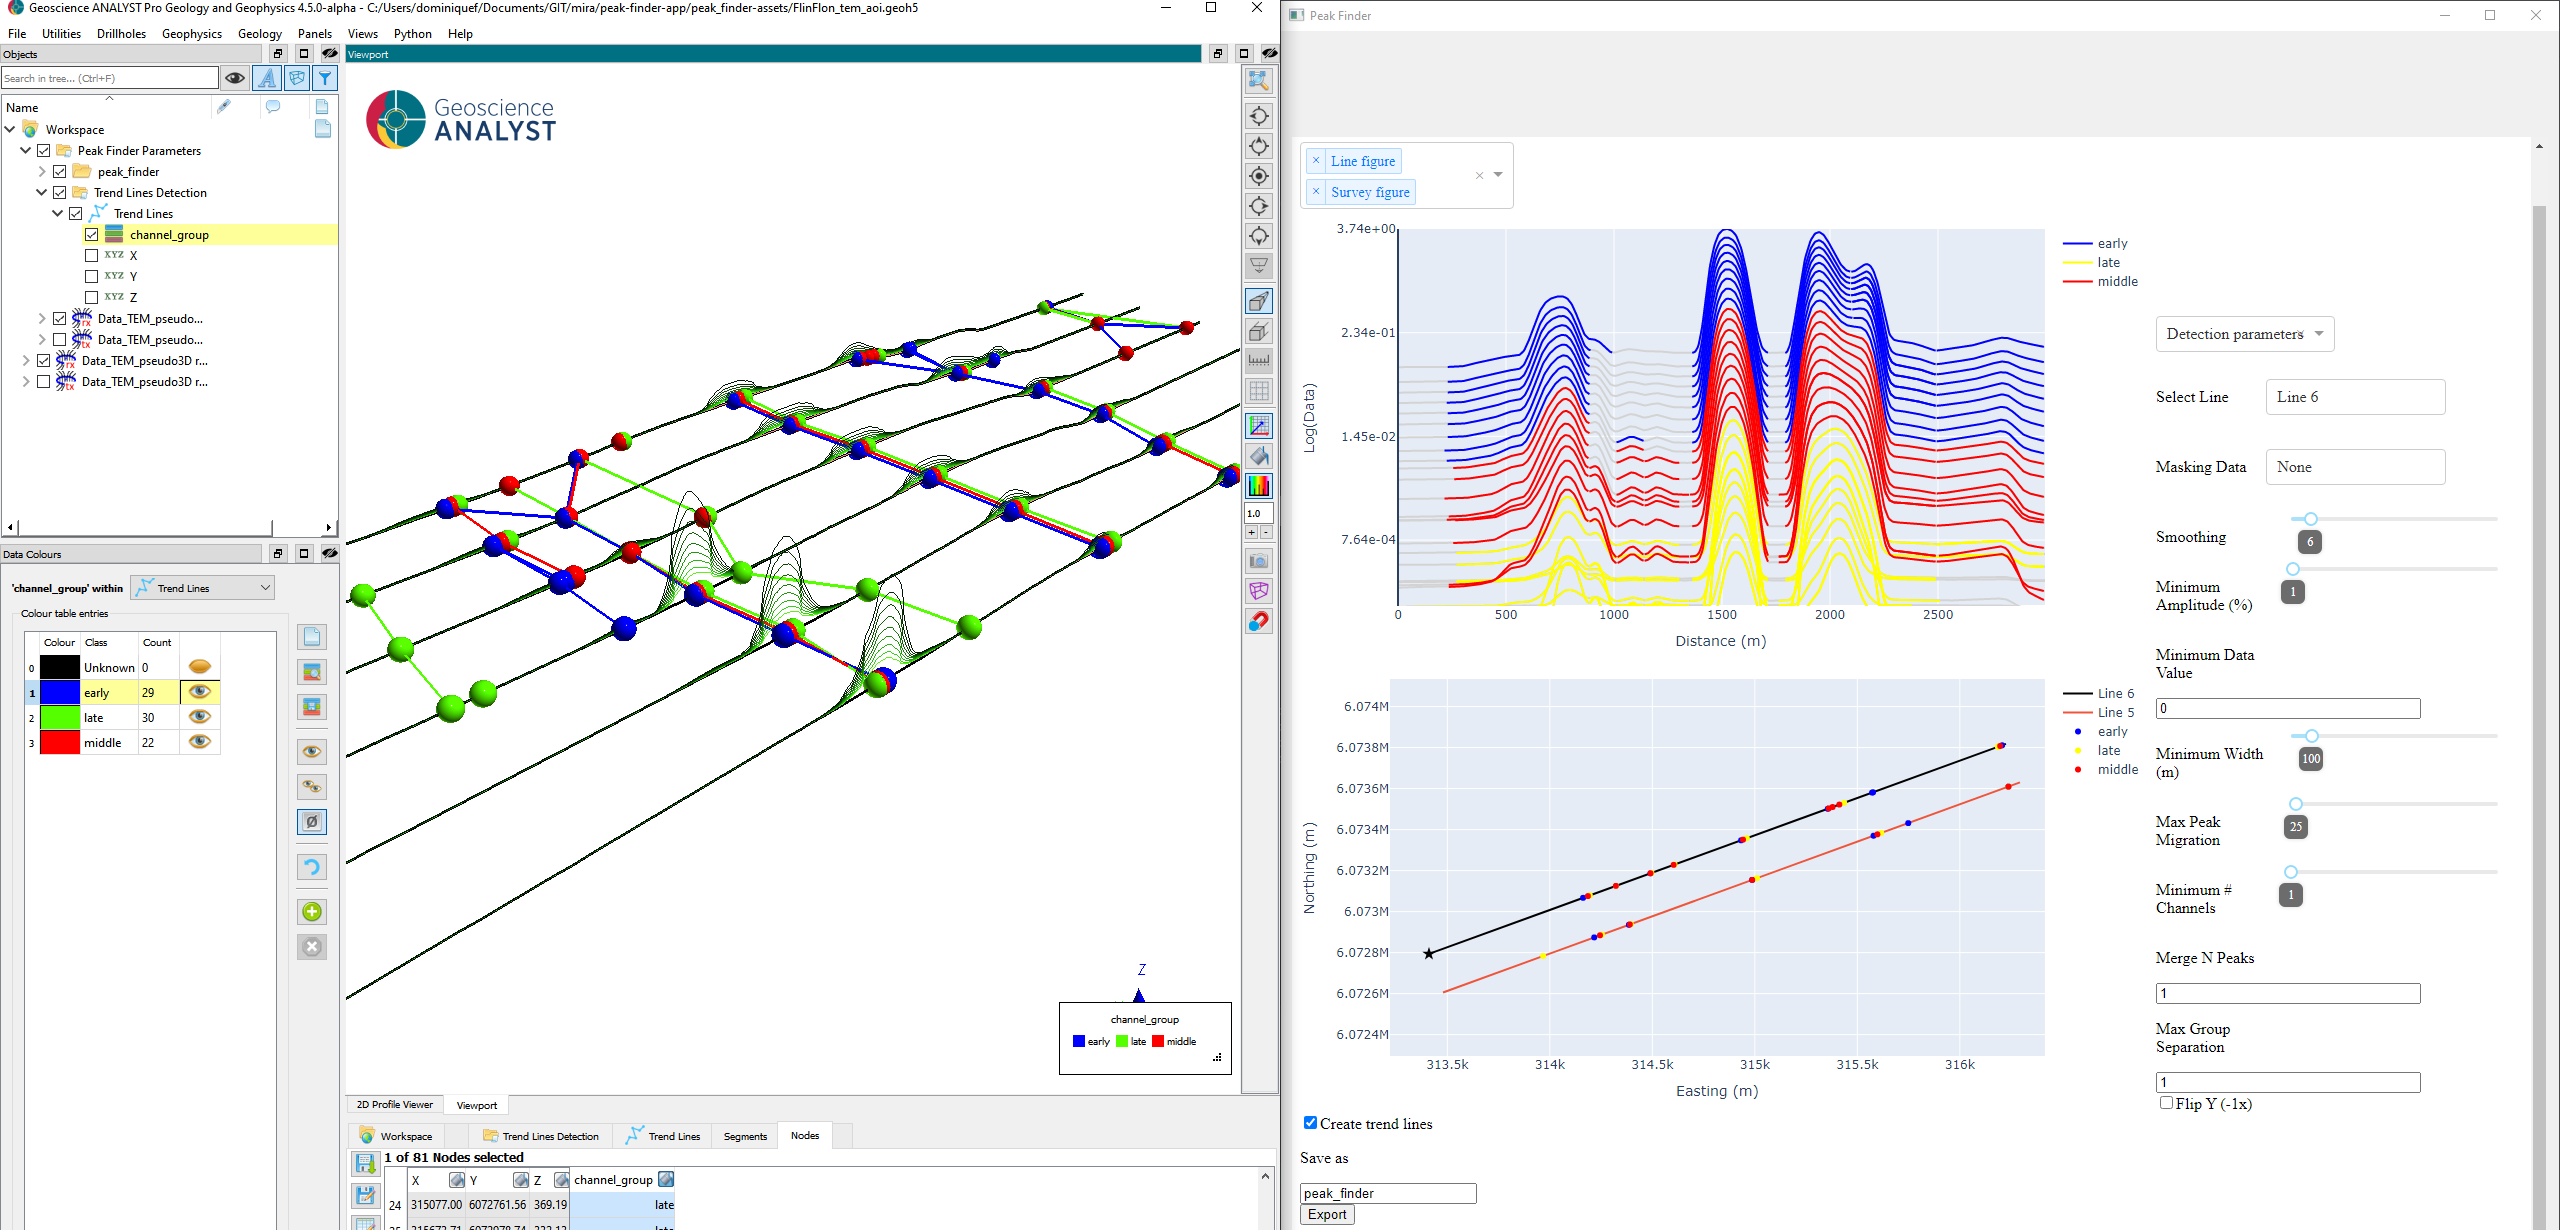 Geoscience ANALYST Pro Geology and Geophysics 4.5.0-alpha - C:/Users/dominiquef/Documents/GIT/mira/peak-finder-app/peak_finder-assets/FlinFlon_tem_aoi.geoh5
File Utilities Drillholes Geophysics Geology Panels Views Python Help
Objects
Search in tree... (Ctrl+F)
Name
Workspace
Peak Finder Parameters
peak_finder
Trend Lines Detection
Trend Lines
channel_group
XYZ X
XYZ Y
XYZ Z
rx Data_TEM_pseudo...
tx Data_TEM_pseudo...
rx Data_TEM_pseudo3D r...
tx Data_TEM_pseudo3D r...
Data Colours
'channel_group' within Trend Lines
Colour table entries
Colour Class Count
0 Unknown 0
1 early 29
2 late 30
3 middle 22
Viewport
Geoscience
ANALYST
1.0
+ -
Z
channel_group
early late middle
2D Profile Viewer Viewport
Workspace Trend Lines Detection Trend Lines Segments Nodes
1 of 81 Nodes selected
X Y Z channel_group
24 315077.00 6072761.56 369.19 late
Peak Finder
× Line figure
× Survey figure
3.74e+00
2.34e-01
1.45e-02
7.64e-04
Log(Data)
0 500 1000 1500 2000 2500
Distance (m)
early
late
middle
6.074M
6.0738M
6.0736M
6.0734M
6.0732M
6.073M
6.0728M
6.0726M
6.0724M
Northing (m)
313.5k 314k 314.5k 315k 315.5k 316k
Easting (m)
Line 6
Line 5
early
late
middle
Detection parameters
Select Line Line 6
Masking Data None
Smoothing 6
Minimum
Amplitude (%) 1
Minimum Data
Value
0
Minimum Width
(m) 100
Max Peak
Migration 25
Minimum #
Channels 1
Merge N Peaks
1
Max Group
Separation
1
Flip Y (-1x)
Create trend lines
Save as
peak_finder
Export